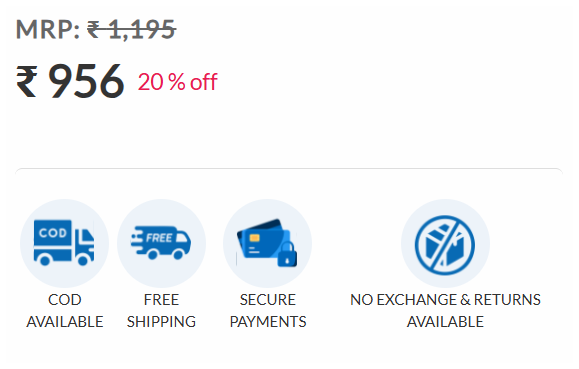 MRP: ₹ 1,195
₹ 956 20 % off
COD FREE
COD AVAILABLE
FREE SHIPPING
SECURE PAYMENTS
NO EXCHANGE & RETURNS AVAILABLE